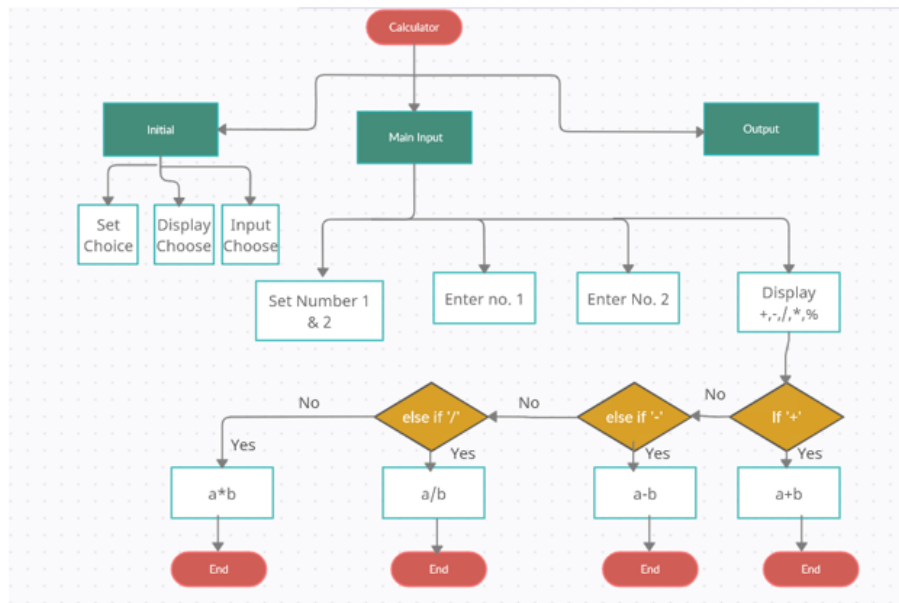 Calculator
Initial
Main Input
Output
Set
Choice
Display
Choose
Input
Choose
Set Number 1
& 2
Enter no. 1
Enter No. 2
Display
+,-,/,*,%
No
No
No
else if '/'
else if '-'
If '+'
Yes
Yes
Yes
Yes
a*b
a/b
a-b
a+b
End
End
End
End